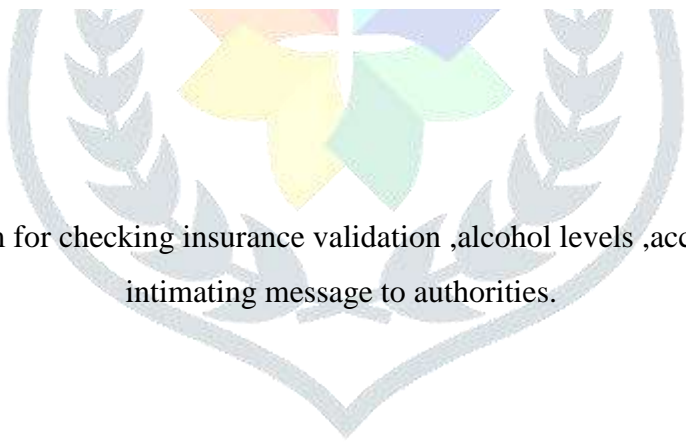 for checking insurance validation ,alcohol levels ,acc
intimating message to authorities.